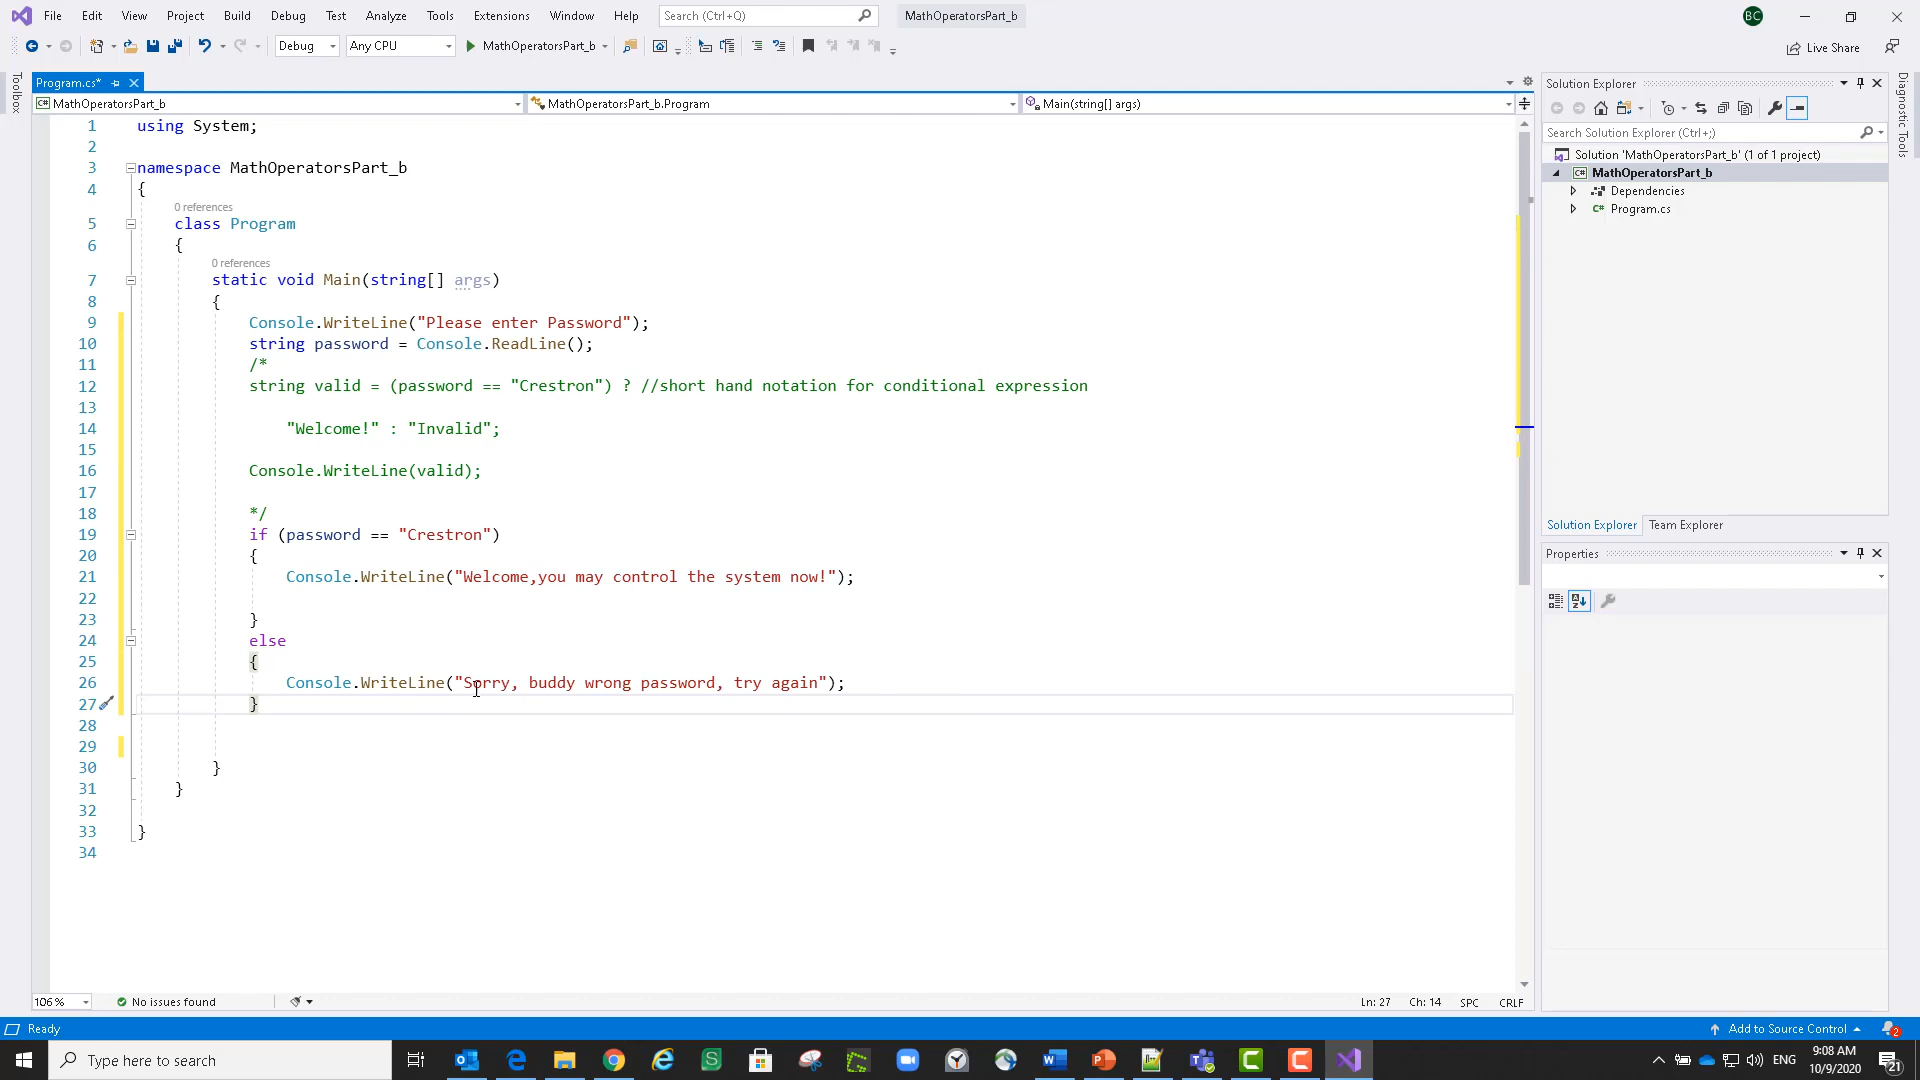 File Edit View Project Build Debug Test Analyze Tools Extensions Window Help Search (Ctrl+Q) MathOperatorsPart_b BC
Debug Any CPU MathOperatorsPart_b Live Share
Toolbox
Program.cs*
MathOperatorsPart_b MathOperatorsPart_b.Program Main(string[] args)
1 using System;
2
3 namespace MathOperatorsPart_b
4 {
0 references
5 class Program
6 {
0 references
7 static void Main(string[] args)
8 {
9 Console.WriteLine("Please enter Password");
10 string password = Console.ReadLine();
11 /*
12 string valid = (password == "Crestron") ? //short hand notation for conditional expression
13
14 "Welcome!" : "Invalid";
15
16 Console.WriteLine(valid);
17
18 */
19 if (password == "Crestron")
20 {
21 Console.WriteLine("Welcome,you may control the system now!");
22
23 }
24 else
25 {
26 Console.WriteLine("Sorry, buddy wrong password, try again");
27 }
28
29
30 }
31 }
32
33 }
34
106 % No issues found Ln: 27 Ch: 14 SPC CRLF
Solution Explorer
Search Solution Explorer (Ctrl+;)
Solution 'MathOperatorsPart_b' (1 of 1 project)
MathOperatorsPart_b
Dependencies
Program.cs
Solution Explorer Team Explorer
Properties
Diagnostic Tools
Ready Add to Source Control 2
Type here to search ENG 9:08 AM
10/9/2020 21